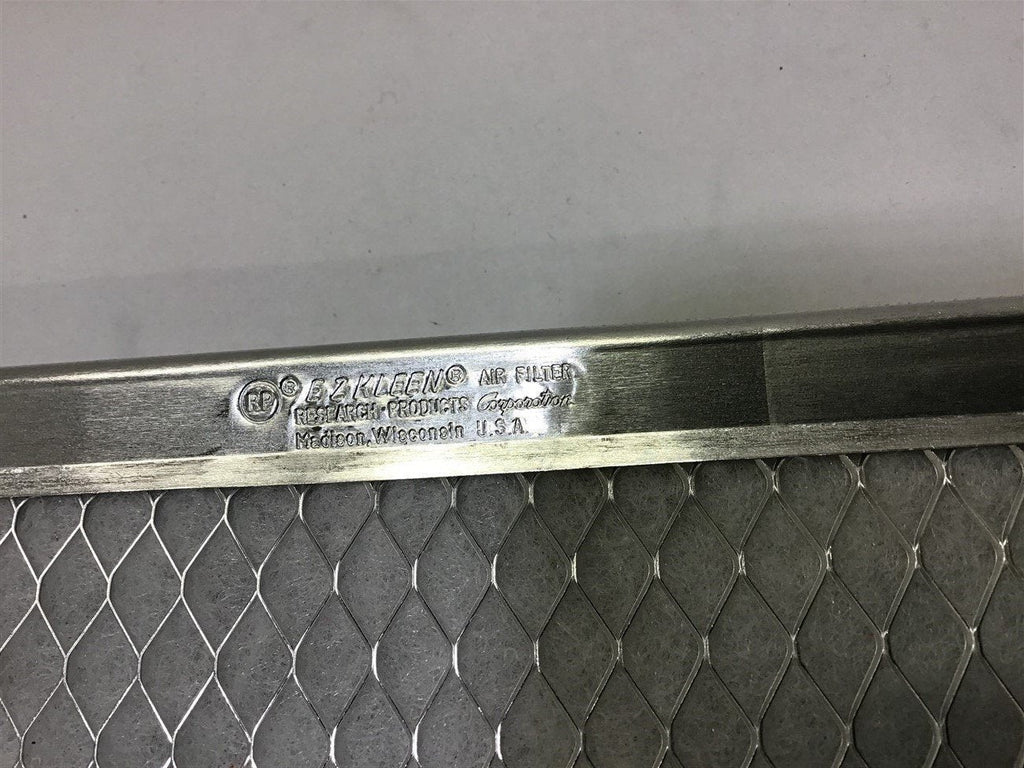 RP® E Z KLEEN® AIR FILTER
RESEARCH PRODUCTS Corporation
Madison, Wisconsin U.S.A.